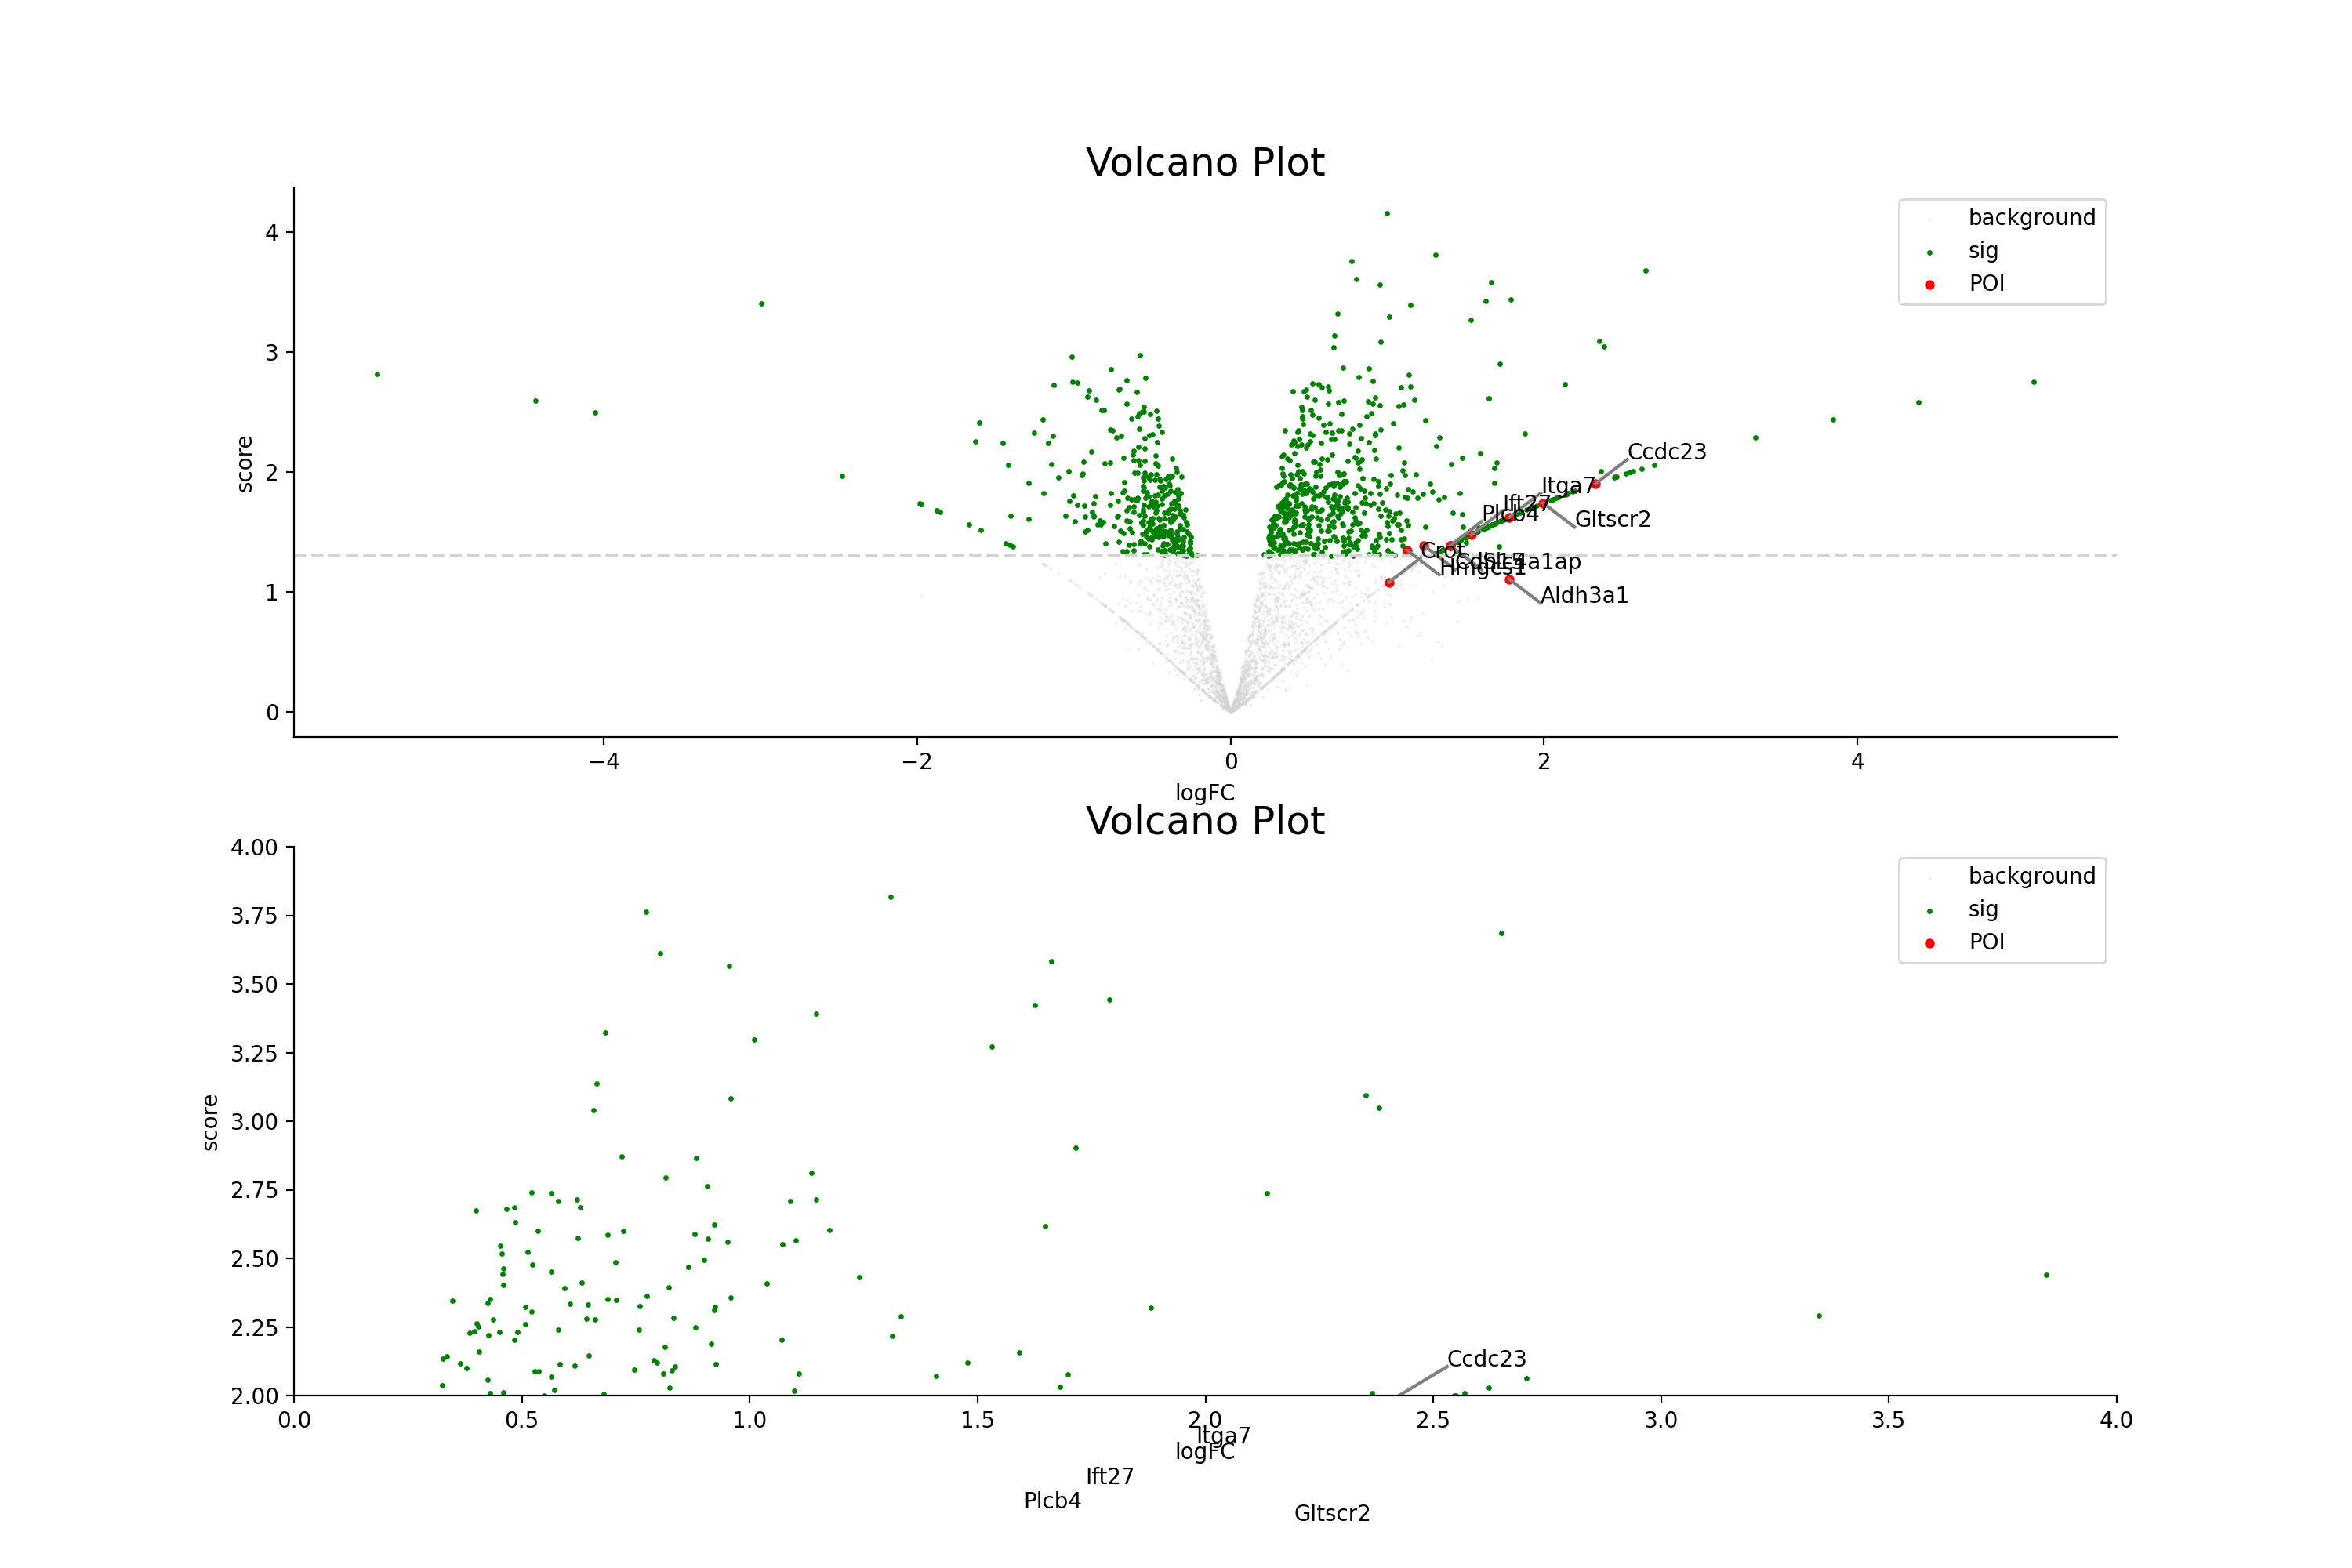 Volcano Plot
score
4
3
2
1
0
−4
−2
0
2
4
logFC
background
sig
POI
Ccdc23
Itga7
Ift27
Plcb4
Gltscr2
Crot
Hmgcs1
Aldh3a1
Volcano Plot
score
4.00
3.75
3.50
3.25
3.00
2.75
2.50
2.25
2.00
0.0
0.5
1.0
1.5
2.0
2.5
3.0
3.5
4.0
background
sig
POI
Ccdc23
Itga7
logFC
Ift27
Plcb4
Gltscr2